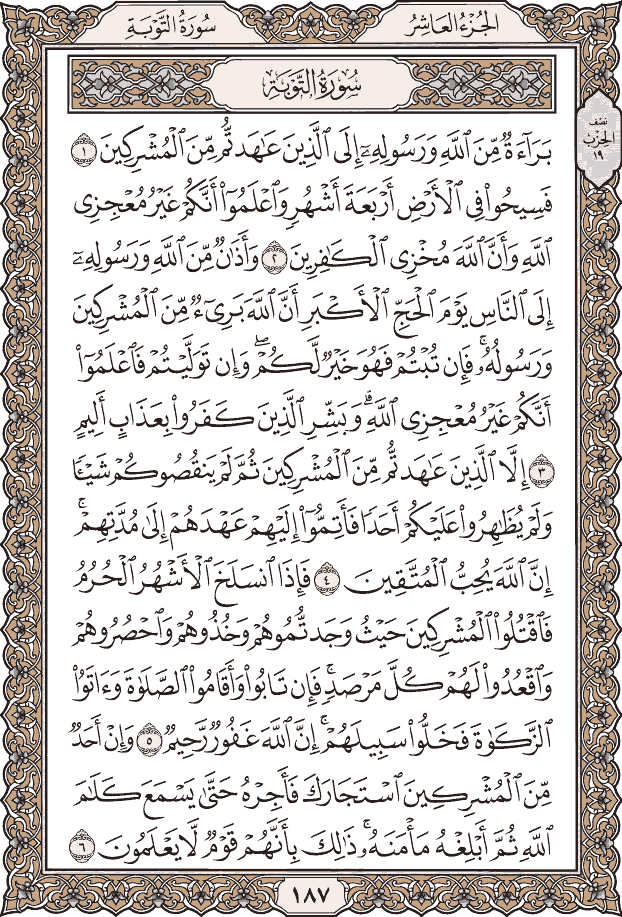 الجُزْءُ العَاشِرُ
سُورَةُ التَّوْبَةِ
سُورَةُ التَّوْبَةِ
نصف
الحزب
١٩
بَرَآءَةٌ مِّنَ ٱللَّهِ وَرَسُولِهِۦٓ إِلَى ٱلَّذِينَ عَٰهَدتُّم مِّنَ ٱلْمُشْرِكِينَ ١
فَسِيحُوا۟ فِى ٱلْأَرْضِ أَرْبَعَةَ أَشْهُرٍ وَٱعْلَمُوٓا۟ أَنَّكُمْ غَيْرُ مُعْجِزِى
ٱللَّهِ وَأَنَّ ٱللَّهَ مُخْزِى ٱلْكَٰفِرِينَ ٢ وَأَذَٰنٌ مِّنَ ٱللَّهِ وَرَسُولِهِۦٓ
إِلَى ٱلنَّاسِ يَوْمَ ٱلْحَجِّ ٱلْأَكْبَرِ أَنَّ ٱللَّهَ بَرِىٓءٌ مِّنَ ٱلْمُشْرِكِينَ
وَرَسُولُهُۥ ۚ فَإِن تُبْتُمْ فَهُوَ خَيْرٌ لَّكُمْ ۖ وَإِن تَوَلَّيْتُمْ فَٱعْلَمُوٓا۟
أَنَّكُمْ غَيْرُ مُعْجِزِى ٱللَّهِ ۗ وَبَشِّرِ ٱلَّذِينَ كَفَرُوا۟ بِعَذَابٍ أَلِيمٍ
٣ إِلَّا ٱلَّذِينَ عَٰهَدتُّم مِّنَ ٱلْمُشْرِكِينَ ثُمَّ لَمْ يَنقُصُوكُمْ شَيْـًٔا
وَلَمْ يُظَٰهِرُوا۟ عَلَيْكُمْ أَحَدًا فَأَتِمُّوٓا۟ إِلَيْهِمْ عَهْدَهُمْ إِلَىٰ مُدَّتِهِمْ ۚ
إِنَّ ٱللَّهَ يُحِبُّ ٱلْمُتَّقِينَ ٤ فَإِذَا ٱنسَلَخَ ٱلْأَشْهُرُ ٱلْحُرُمُ
فَٱقْتُلُوا۟ ٱلْمُشْرِكِينَ حَيْثُ وَجَدتُّمُوهُمْ وَخُذُوهُمْ وَٱحْصُرُوهُمْ
وَٱقْعُدُوا۟ لَهُمْ كُلَّ مَرْصَدٍ ۚ فَإِن تَابُوا۟ وَأَقَامُوا۟ ٱلصَّلَوٰةَ وَءَاتَوُا۟
ٱلزَّكَوٰةَ فَخَلُّوا۟ سَبِيلَهُمْ ۚ إِنَّ ٱللَّهَ غَفُورٌ رَّحِيمٌ ٥ وَإِنْ أَحَدٌ
مِّنَ ٱلْمُشْرِكِينَ ٱسْتَجَارَكَ فَأَجِرْهُ حَتَّىٰ يَسْمَعَ كَلَٰمَ
ٱللَّهِ ثُمَّ أَبْلِغْهُ مَأْمَنَهُۥ ۚ ذَٰلِكَ بِأَنَّهُمْ قَوْمٌ لَّا يَعْلَمُونَ ٦
١٨٧